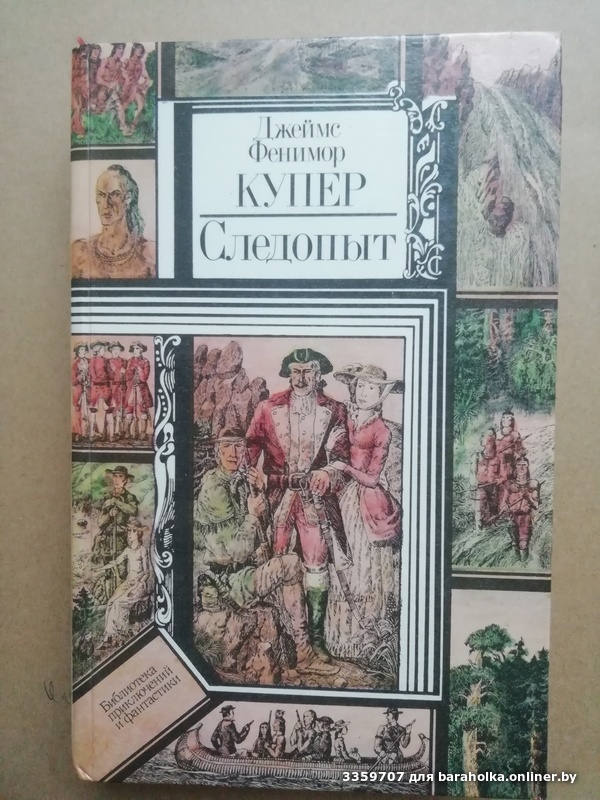 Джеймс
Фенимор
КУПЕР
Следопыт
Библиотека
приключений
и фантастики
3359707 для baraholka.onliner.by